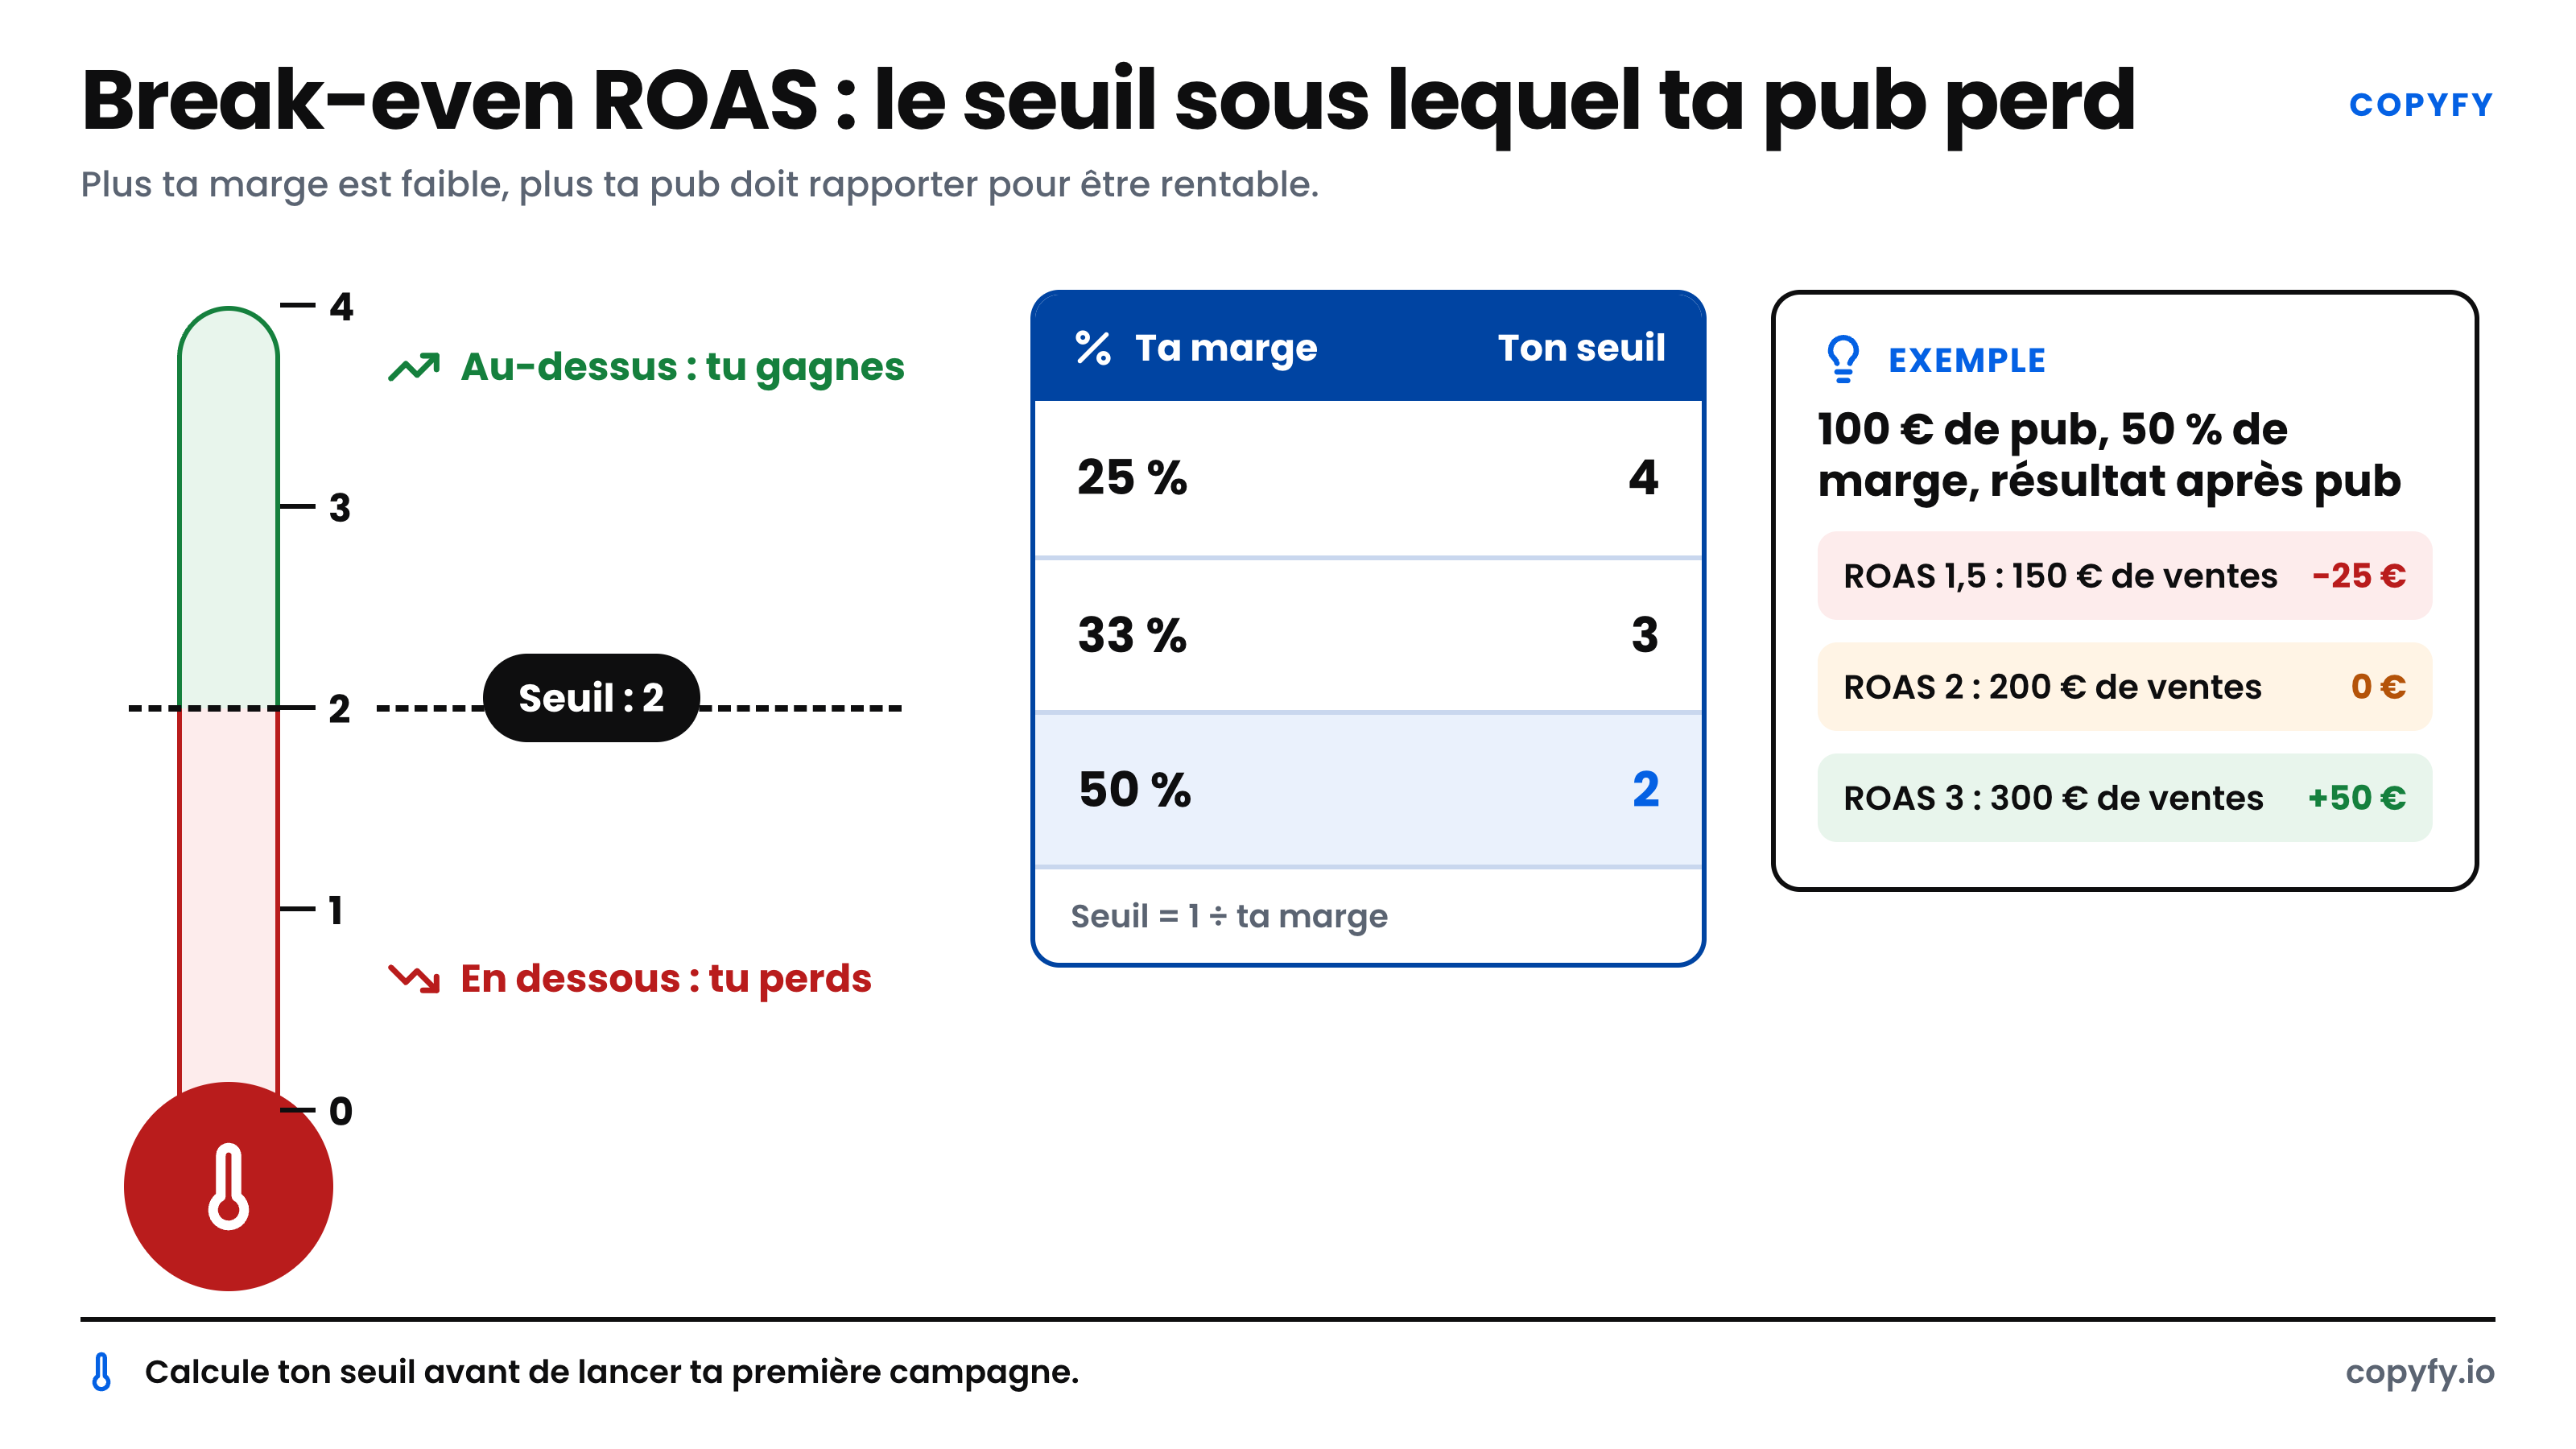 Break-even ROAS : le seuil sous lequel ta pub perd
COPYFY
Plus ta marge est faible, plus ta pub doit rapporter pour être rentable.
4
Au-dessus : tu gagnes
3
2
Seuil : 2
1
En dessous : tu perds
0
% Ta marge Ton seuil
25 % 4
33 % 3
50 % 2
Seuil = 1 ÷ ta marge
EXEMPLE
100 € de pub, 50 % de
marge, résultat après pub
ROAS 1,5 : 150 € de ventes -25 €
ROAS 2 : 200 € de ventes 0 €
ROAS 3 : 300 € de ventes +50 €
Calcule ton seuil avant de lancer ta première campagne.
copyfy.io